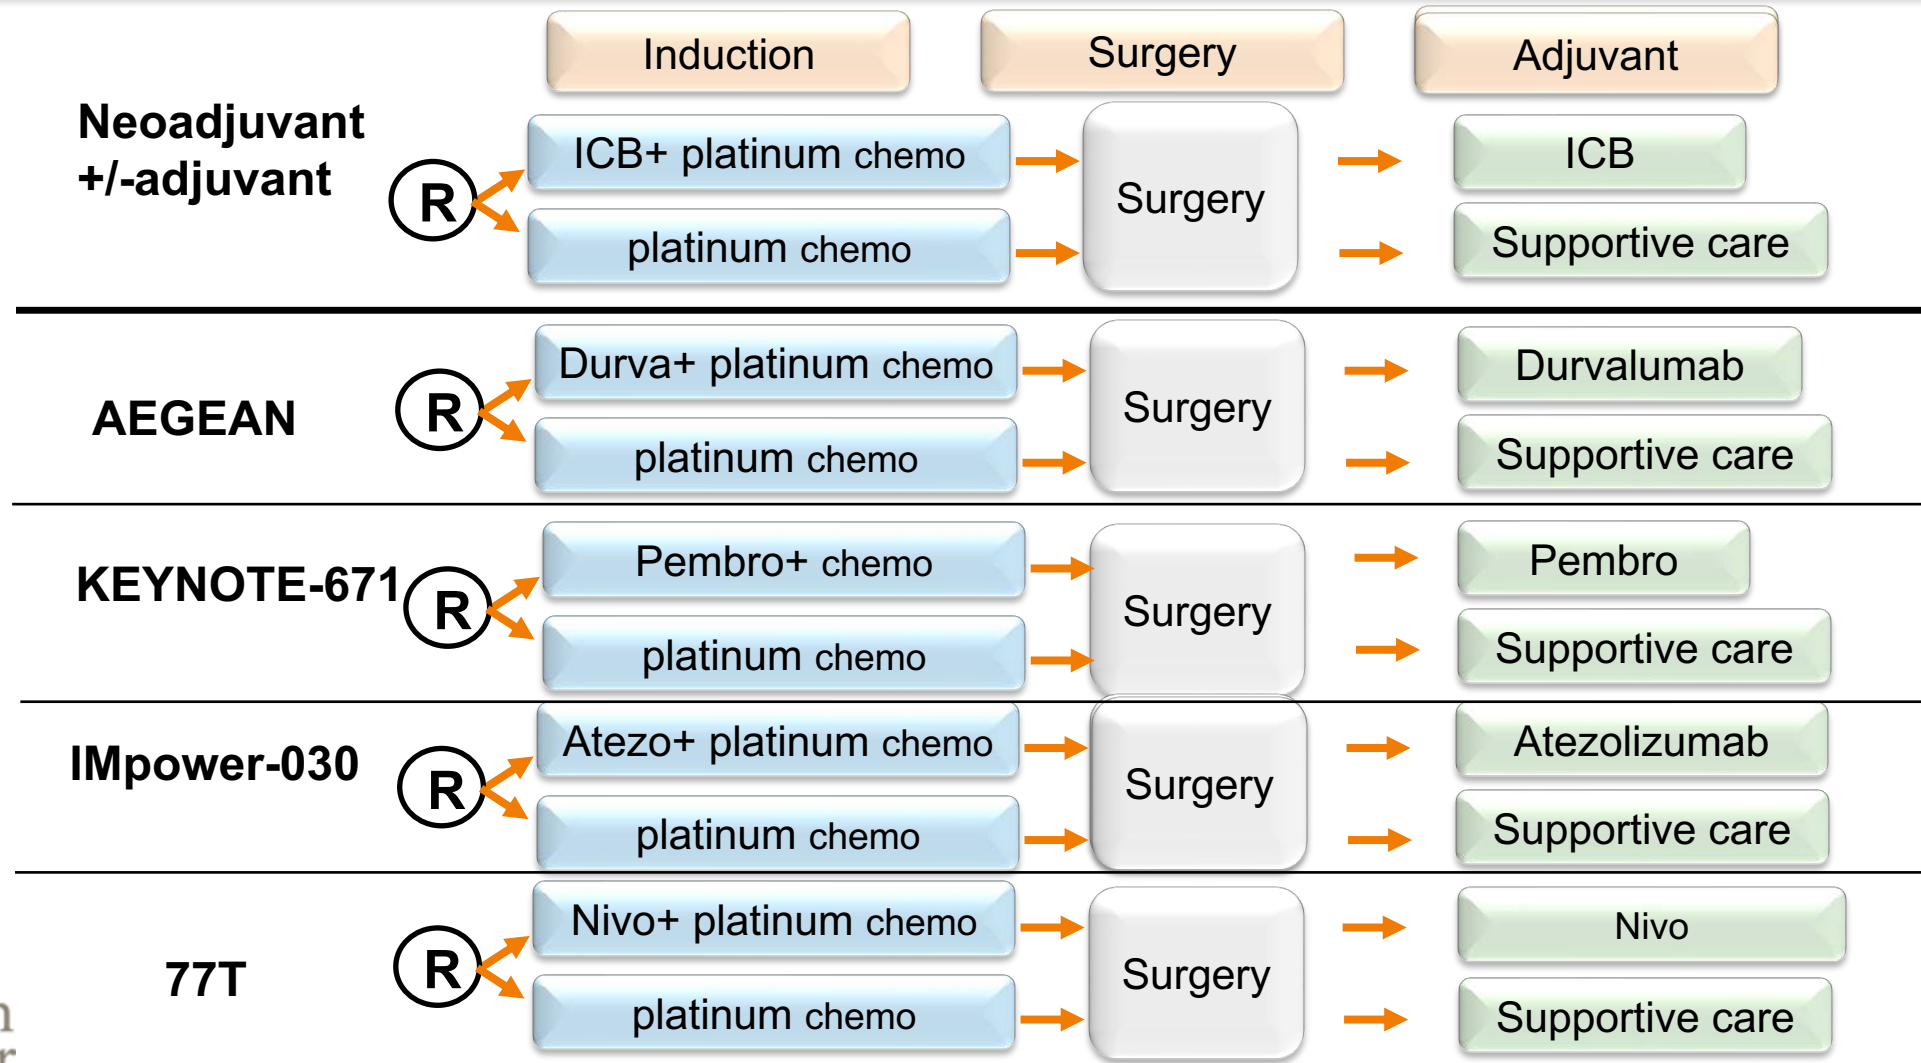 Induction
Surgery
Adjuvant
Neoadjuvant
+/-adjuvant
R
ICB+ platinum chemo
platinum chemo
Surgery
ICB
Supportive care
AEGEAN
R
Durva+ platinum chemo
platinum chemo
Surgery
Durvalumab
Supportive care
KEYNOTE-671
R
Pembro+ chemo
platinum chemo
Surgery
Pembro
Supportive care
IMpower-030
R
Atezo+ platinum chemo
platinum chemo
Surgery
Atezolizumab
Supportive care
77T
R
Nivo+ platinum chemo
platinum chemo
Surgery
Nivo
Supportive care